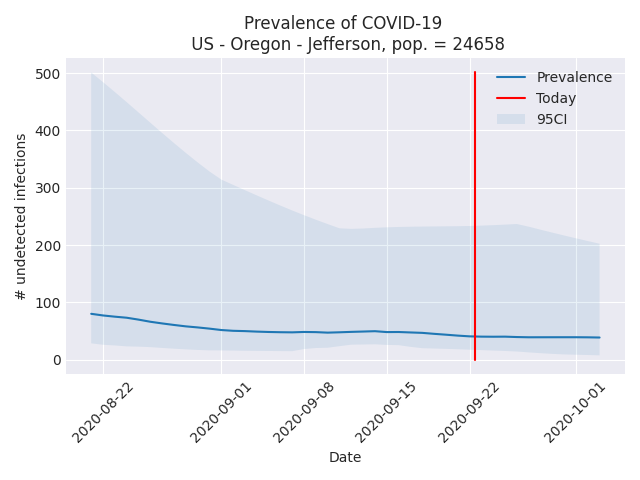 Prevalence of COVID-19
US - Oregon - Jefferson, pop. = 24658
500
400
300
200
100
0
# undetected infections
Prevalence
Today
95CI
2020-08-22
2020-09-01
2020-09-08
2020-09-15
2020-09-22
2020-10-01
Date